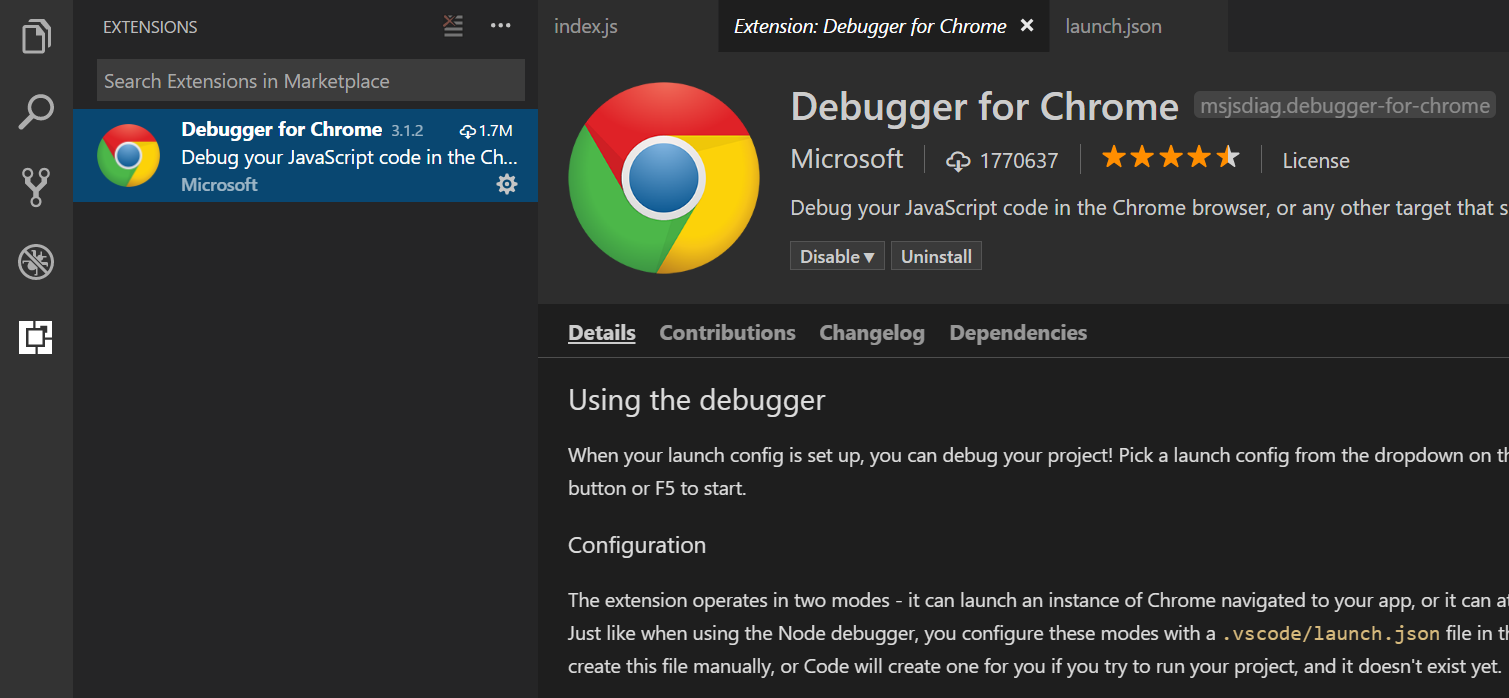 EXTENSIONS
Search Extensions in Marketplace
Debugger for Chrome 3.1.2 1.7M
Debug your JavaScript code in the Ch...
Microsoft
index.js
Extension: Debugger for Chrome
launch.json
Debugger for Chrome msjsdiag.debugger-for-chrome
Microsoft 1770637 License
Debug your JavaScript code in the Chrome browser, or any other target that s
Disable▼ Uninstall
Details Contributions Changelog Dependencies
Using the debugger
When your launch config is set up, you can debug your project! Pick a launch config from the dropdown on th
button or F5 to start.
Configuration
The extension operates in two modes - it can launch an instance of Chrome navigated to your app, or it can at
Just like when using the Node debugger, you configure these modes with a .vscode/launch.json file in th
create this file manually, or Code will create one for you if you try to run your project, and it doesn't exist yet.